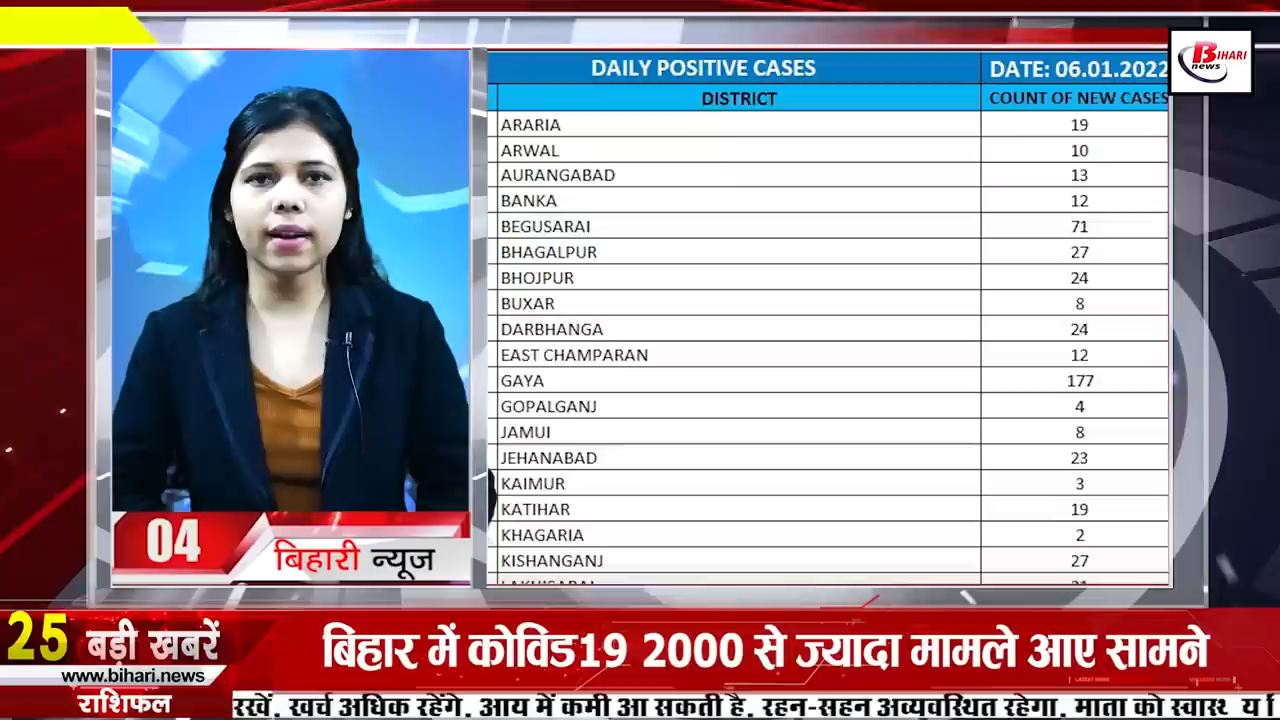 BIHARI
news
DAILY POSITIVE CASES DATE: 06.01.2022
DISTRICT COUNT OF NEW CASES
ARARIA 19
ARWAL 10
AURANGABAD 13
BANKA 12
BEGUSARAI 71
BHAGALPUR 27
BHOJPUR 24
BUXAR 8
DARBHANGA 24
EAST CHAMPARAN 12
GAYA 177
GOPALGANJ 4
JAMUI 8
JEHANABAD 23
KAIMUR 3
KATIHAR 19
KHAGARIA 2
KISHANGANJ 27
04
बिहारी न्यूज
25 बड़ी खबरें
www.bihari.news
बिहार में कोविड19 2000 से ज्यादा मामले आए सामने
राशिफल
रखें, खर्च अधिक रहेंगे, आय में कमी आ सकती है, रहन-सहन अव्यवस्थित रहेगा, माता को